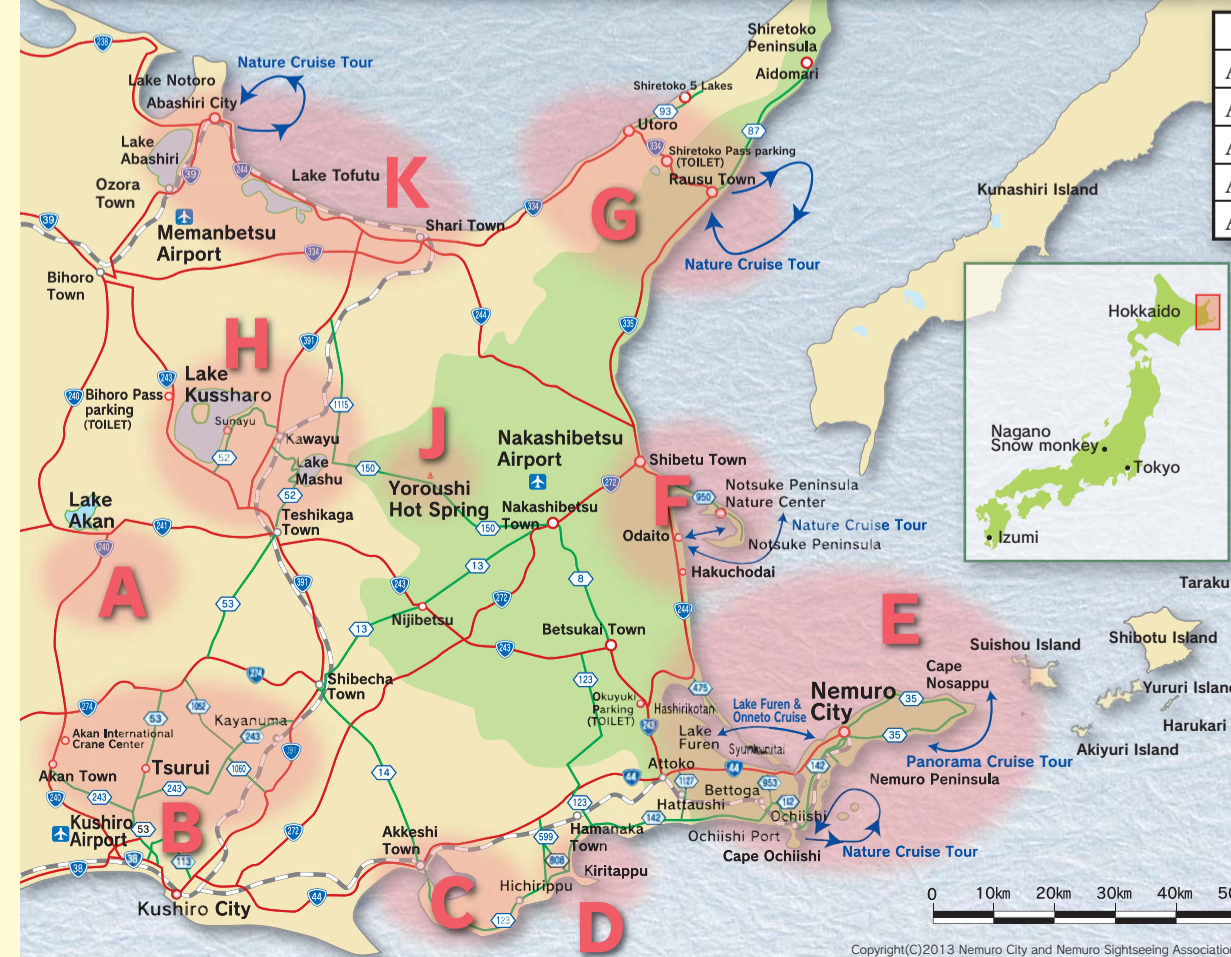 238
Nature Cruise Tour
Lake Notoro
Abashiri City
Lake
Abashiri
Ozora
Town
39
244
Lake Tofutu
K
Memanbetsu
Airport
39
Bihoro
Town
334
Shari Town
334
Shiretoko
Peninsula
Aidomari
Shiretoko 5 Lakes
93
Utoro
87
334
Shiretoko Pass parking
(TOILET)
Rausu Town
G
Nature Cruise Tour
Kunashiri Island
A
A
A
A
A
244
335
391
H
243
Lake
Kussharo
240
Bihoro Pass
parking
(TOILET)
Sunayu
1115
Kawayu
52
Lake
Mashu
52
Teshikaga
Town
J
150
Yoroushi
Hot Spring
150
Nakashibetsu
Airport
Nakashibetsu
Town
272
Shibetu Town
F
950
Notsuke Peninsula
Nature Center
Nature Cruise Tour
Odaito
Notsuke Peninsula
Hakuchodai
Hokkaido
Nagano
Snow monkey
Tokyo
Izumi
Lake
Akan
241
240
A
391
53
13
243
272
13
8
Nijibetsu
Betsukai Town
243
244
E
Taraku
Suishou Island
Shibotu Island
Yururi Island
Harukari
Akiyuri Island
274
Shibecha
Town
274
1052
53
Kayanuma
243
Akan International
Crane Center
391
Akan Town
Tsurui
1060
243
243
240
Kushiro
Airport
53
B
38
113
38
Kushiro City
272
44
14
123
Okuyuki
Parking
(TOILET)
475
Hashirikotan
243
Lake Furen &
Onneto Cruise
Lake
Furen
Syunkunitai
Nemuro
City
Cape
Nosappu
35
35
Panorama Cruise Tour
Nemuro Peninsula
44
Attoko
44
142
1127
953
Bettoga
Hattaushi
142
142
Ochiishi
Ochiishi Port
Cape Ochiishi
Nature Cruise Tour
Akkeshi
Town
123
599
Hamanaka
Town
808
Kiritappu
C
Hichirippu
123
D
0 10km 20km 30km 40km 50
Copyright(C)2013 Nemuro City and Nemuro Sightseeing Association